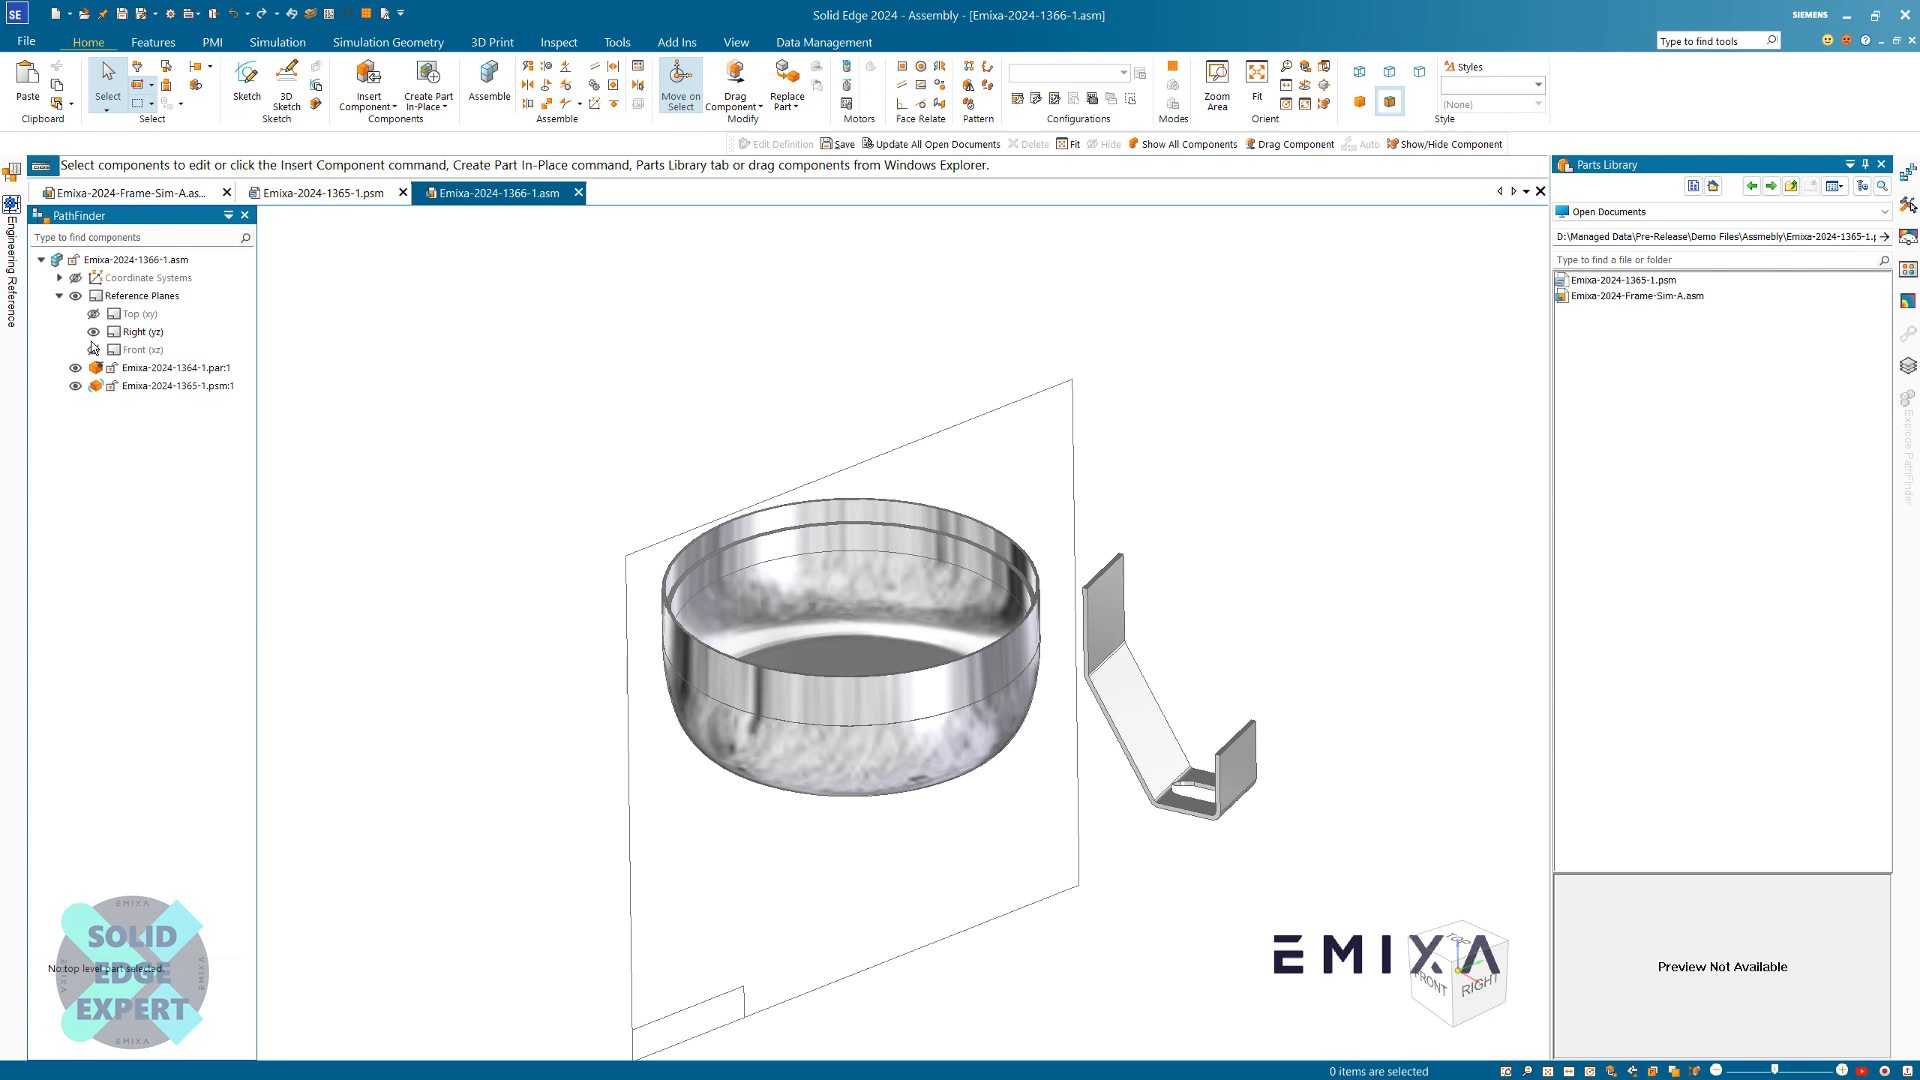 SE
Solid Edge 2024 - Assembly - [Emixa-2024-1366-1.asm]
SIEMENS
File Home Features PMI Simulation Simulation Geometry 3D Print Inspect Tools Add Ins View Data Management
Type to find tools
Paste
Clipboard
Select
Select
Sketch
3D Sketch
Sketch
Insert Component
Create Part In-Place
Components
Assemble
Assemble
Move on Select
Drag Component
Replace Part
Modify
Motors
Face Relate
Pattern
Configurations
Modes
Zoom Area
Fit
Orient
Styles
(None)
Style
Edit Definition Save Update All Open Documents Delete Fit Hide Show All Components Drag Component Auto Show/Hide Component
Select components to edit or click the Insert Component command, Create Part In-Place command, Parts Library tab or drag components from Windows Explorer.
Emixa-2024-Frame-Sim-A.as... Emixa-2024-1365-1.psm Emixa-2024-1366-1.asm
Engineering Reference
PathFinder
Type to find components
Emixa-2024-1366-1.asm
Coordinate Systems
Reference Planes
Top (xy)
Right (yz)
Front (xz)
Emixa-2024-1364-1.par:1
Emixa-2024-1365-1.psm:1
EMIXA
SOLID
EDGE
EXPERT
EMIXA
EMIXA
EMIXA
No top level part selected.
EMIXA
TOP
FRONT
RIGHT
Parts Library
Open Documents
D:\Managed Data\Pre-Release\Demo Files\Assmebly\Emixa-2024-1365-1.p
Type to find a file or folder
Emixa-2024-1365-1.psm
Emixa-2024-Frame-Sim-A.asm
Preview Not Available
Explode PathFinder
0 items are selected